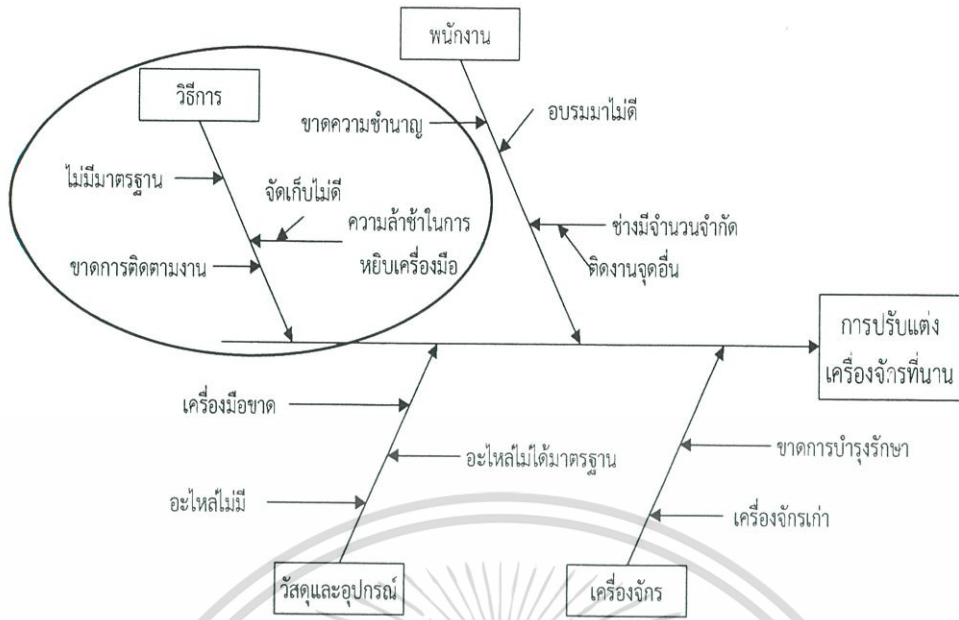 พนักงาน
วิธีการ
ขาดความชำนาญ
อบรมมาไม่ดี
ไม่มีมาตรฐาน
จัดเก็บไม่ดี
ความล่าช้าในการ
หยิบเครื่องมือ
ขาดการติดตามงาน
ช่างมีจำนวนจำกัด
ติดงานจุดอื่น
การปรับแต่ง
เครื่องจักรที่นาน
เครื่องมือขาด
อะไหล่ไม่ได้มาตรฐาน
อะไหล่ไม่มี
ขาดการบำรุงรักษา
เครื่องจักรเก่า
วัสดุและอุปกรณ์
เครื่องจักร